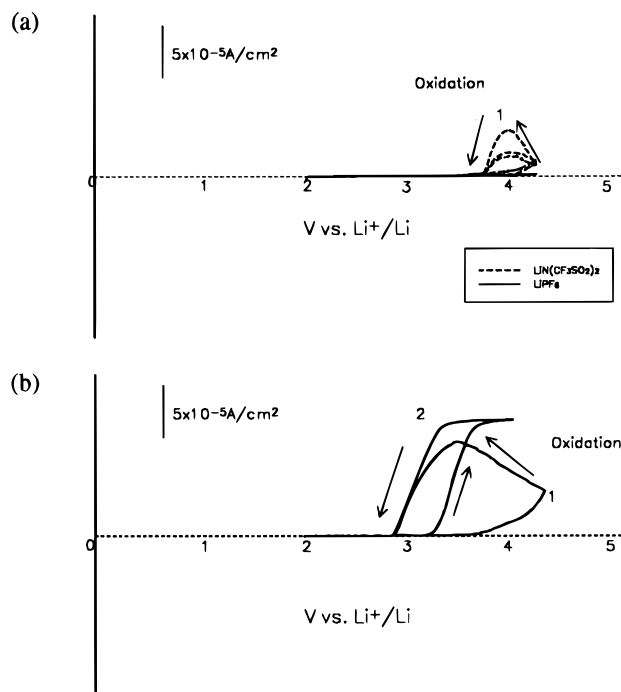 (a)
5x10-5A/cm2
Oxidation
1
0 1 2 3 4 5
V vs. Li+/Li
LiN(CF3SO2)2
LiPF6
(b)
5x10-5A/cm2
2
Oxidation
1
0 1 2 3 4 5
V vs. Li+/Li